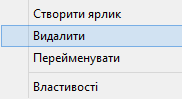 Створити ярлик
Видалити
Перейменувати
Властивості